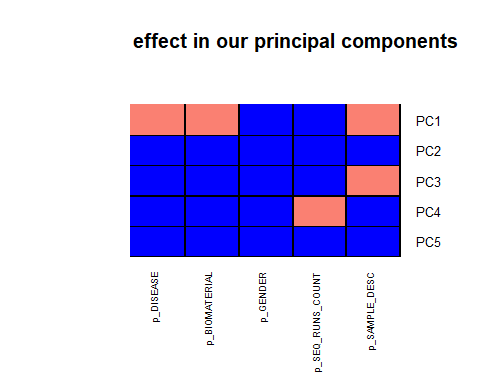 effect in our principal components
PC1
PC2
PC3
PC4
PC5
p_DISEASE
p_BIOMATERIAL
p_GENDER
p_SEQ_RUNS_COUNT
p_SAMPLE_DESC